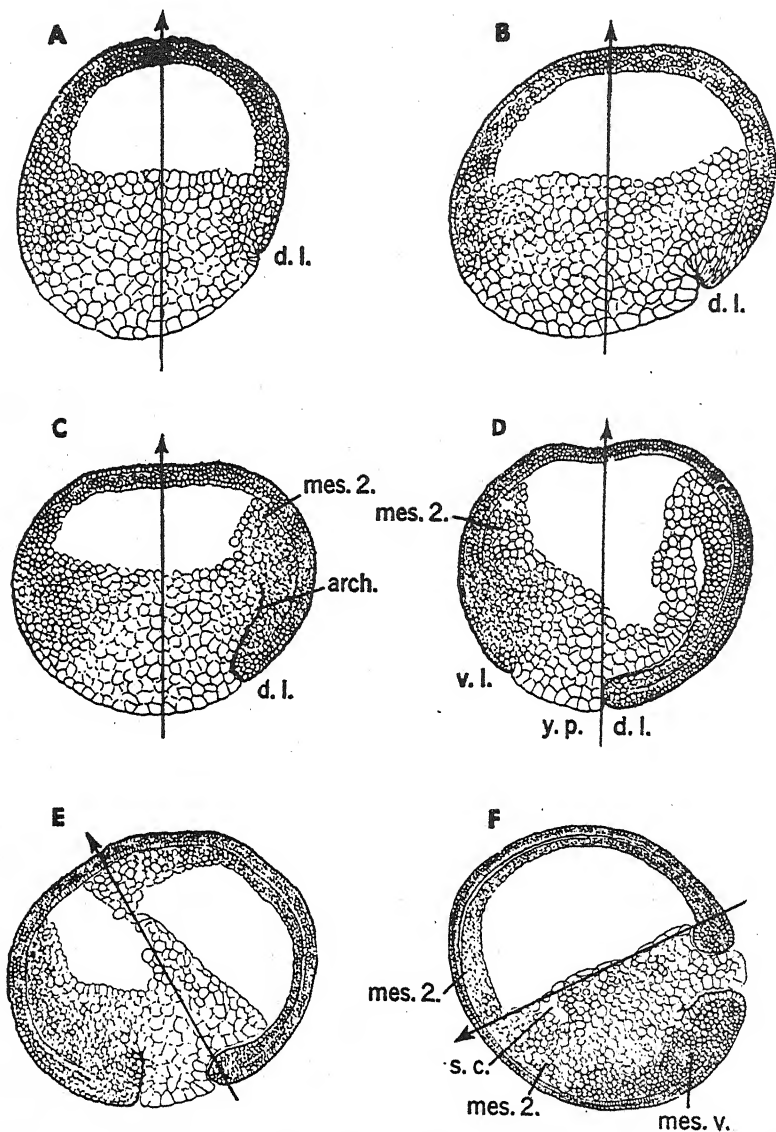 A
B
d. l.
d. l.
C
D
mes. 2.
mes. 2.
arch.
d. l.
v. l.
y. p.
d. l.
E
F
mes. 2.
s. c.
mes. 2.
mes. v.